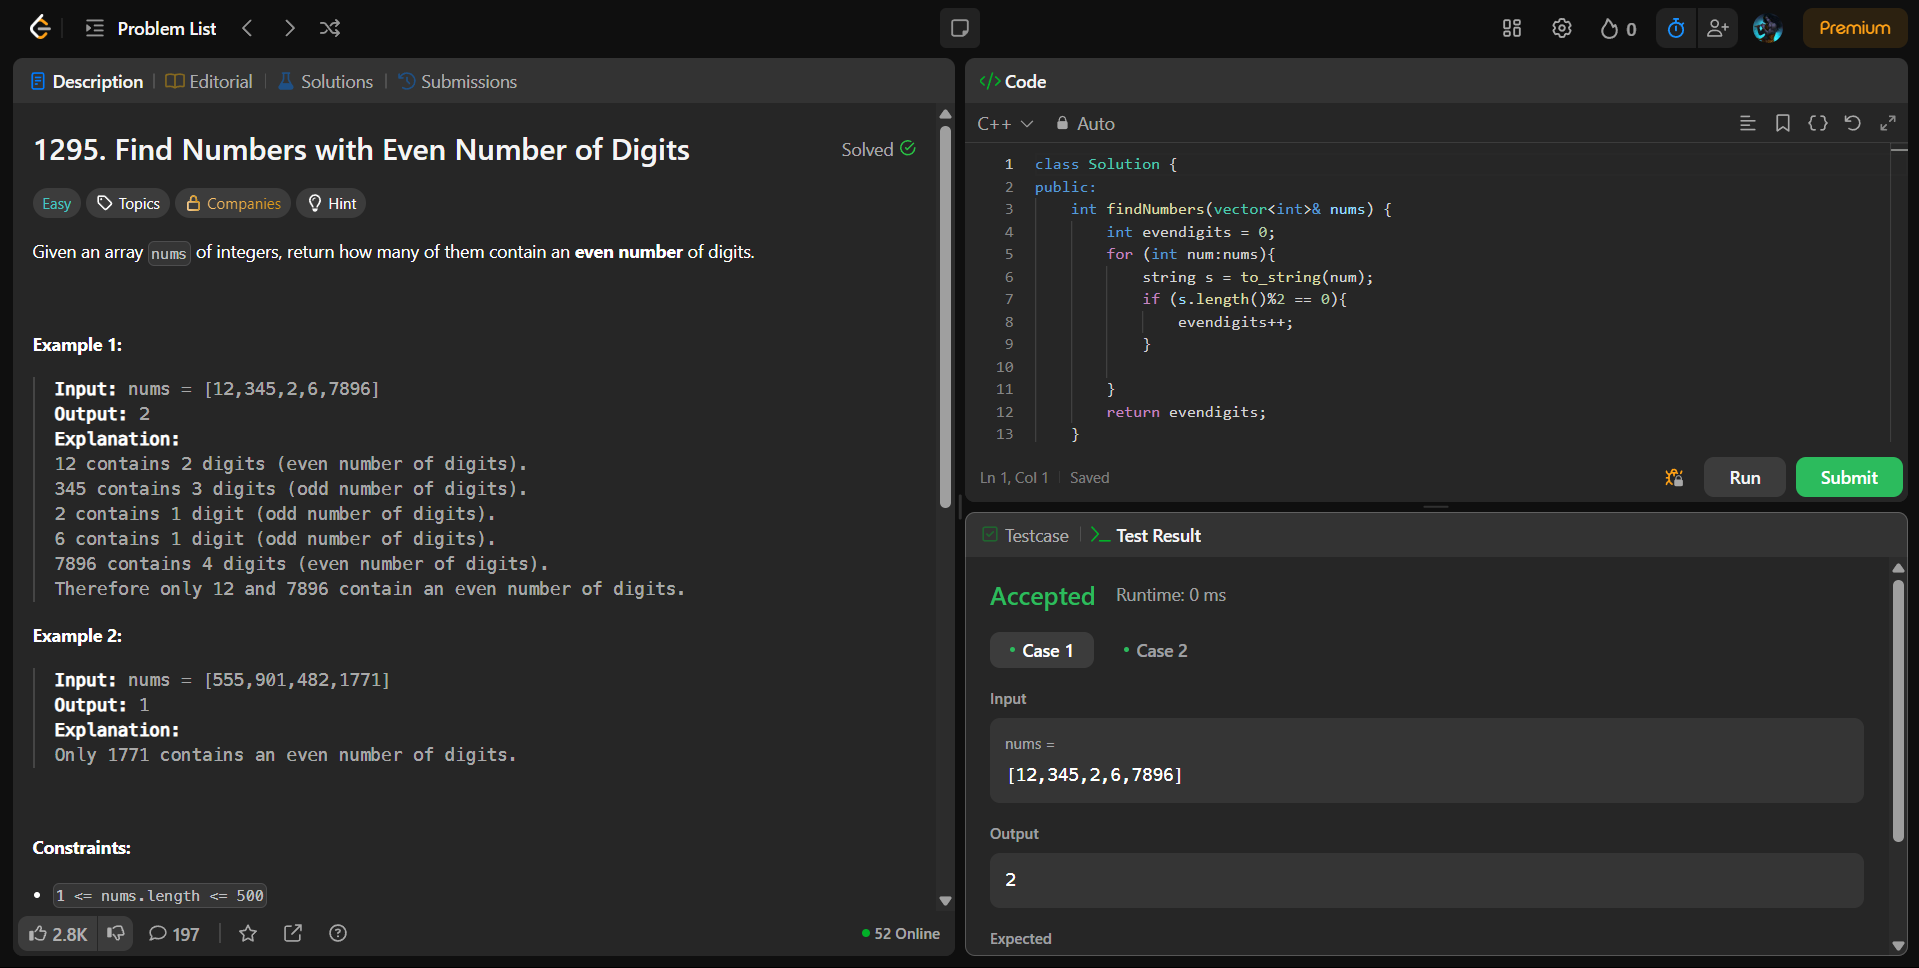 Problem List
0
Premium
Description
Editorial
Solutions
Submissions
1295. Find Numbers with Even Number of Digits
Solved
Easy
Topics
Companies
Hint
Given an array nums of integers, return how many of them contain an even number of digits.
Example 1:
Input: nums = [12,345,2,6,7896]
Output: 2
Explanation:
12 contains 2 digits (even number of digits).
345 contains 3 digits (odd number of digits).
2 contains 1 digit (odd number of digits).
6 contains 1 digit (odd number of digits).
7896 contains 4 digits (even number of digits).
Therefore only 12 and 7896 contain an even number of digits.
Example 2:
Input: nums = [555,901,482,1771]
Output: 1
Explanation:
Only 1771 contains an even number of digits.
Constraints:
• 1 <= nums.length <= 500
2.8K
197
52 Online
</> Code
C++
Auto
1 class Solution {
2 public:
3     int findNumbers(vector<int>& nums) {
4         int evendigits = 0;
5         for (int num:nums){
6             string s = to_string(num);
7             if (s.length()%2 == 0){
8                 evendigits++;
9             }
10
11         }
12         return evendigits;
13     }
Ln 1, Col 1
Saved
Run
Submit
Testcase
Test Result
Accepted
Runtime: 0 ms
• Case 1
• Case 2
Input
nums =
[12,345,2,6,7896]
Output
2
Expected